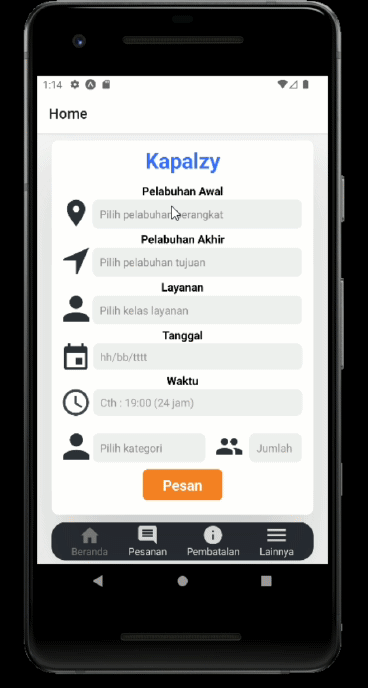 1:14
Home
Kapalzy
Pelabuhan Awal
Pilih pelabuhan berangkat
Pelabuhan Akhir
Pilih pelabuhan tujuan
Layanan
Pilih kelas layanan
Tanggal
hh/bb/tttt
Waktu
Cth : 19:00 (24 jam)
Pilih kategori
Jumlah
Pesan
Beranda
Pesanan
Pembatalan
Lainnya